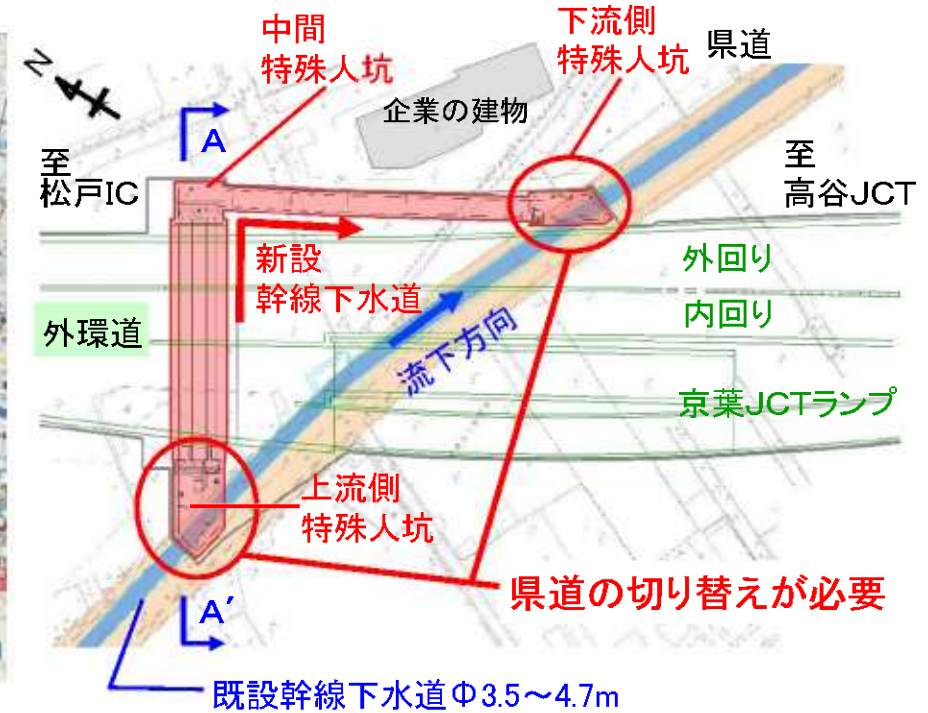 中間
特殊人坑
下流側
特殊人坑
県道
N
企業の建物
A
至
松戸IC
至
高谷JCT
新設
幹線下水道
外回り
内回り
外環道
流下方向
京葉JCTランプ
上流側
特殊人坑
県道の切り替えが必要
A′
既設幹線下水道Φ3.5～4.7m